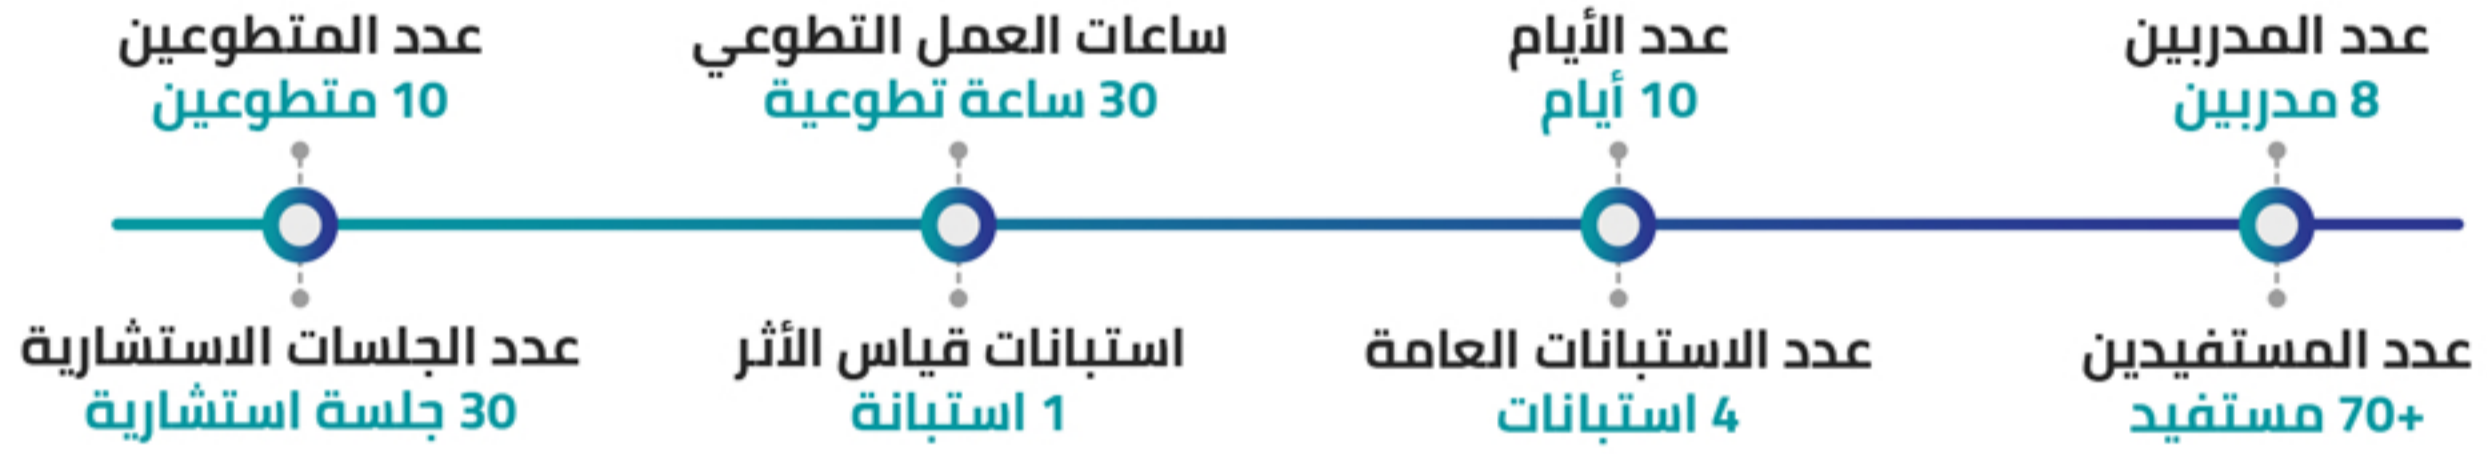 عدد المدربين
8 مدربين
عدد الأيام
10 أيام
ساعات العمل التطوعي
30 ساعة تطوعية
عدد المتطوعين
10 متطوعين
عدد المستفيدين
+70 مستفيد
عدد الاستبانات العامة
4 استبانات
استبانات قياس الأثر
1 استبانة
عدد الجلسات الاستشارية
30 جلسة استشارية